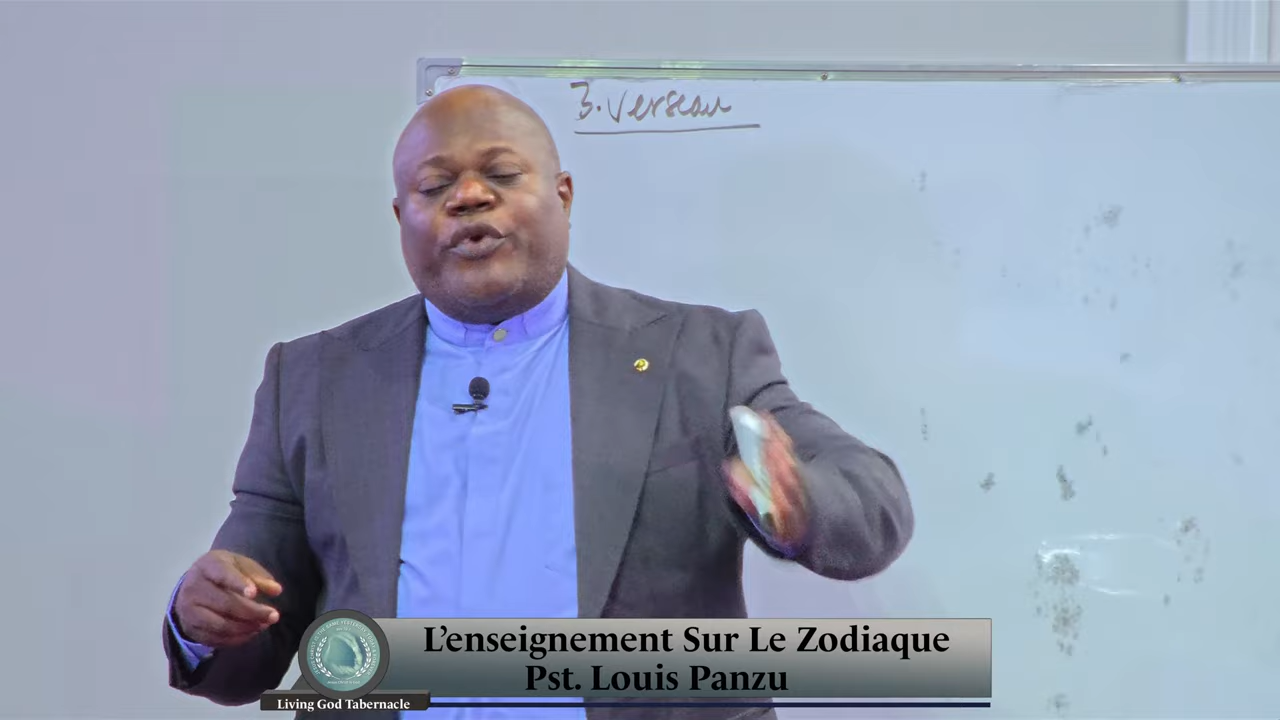 3. Verseau
L'enseignement Sur Le Zodiaque
Pst. Louis Panzu
Living God Tabernacle